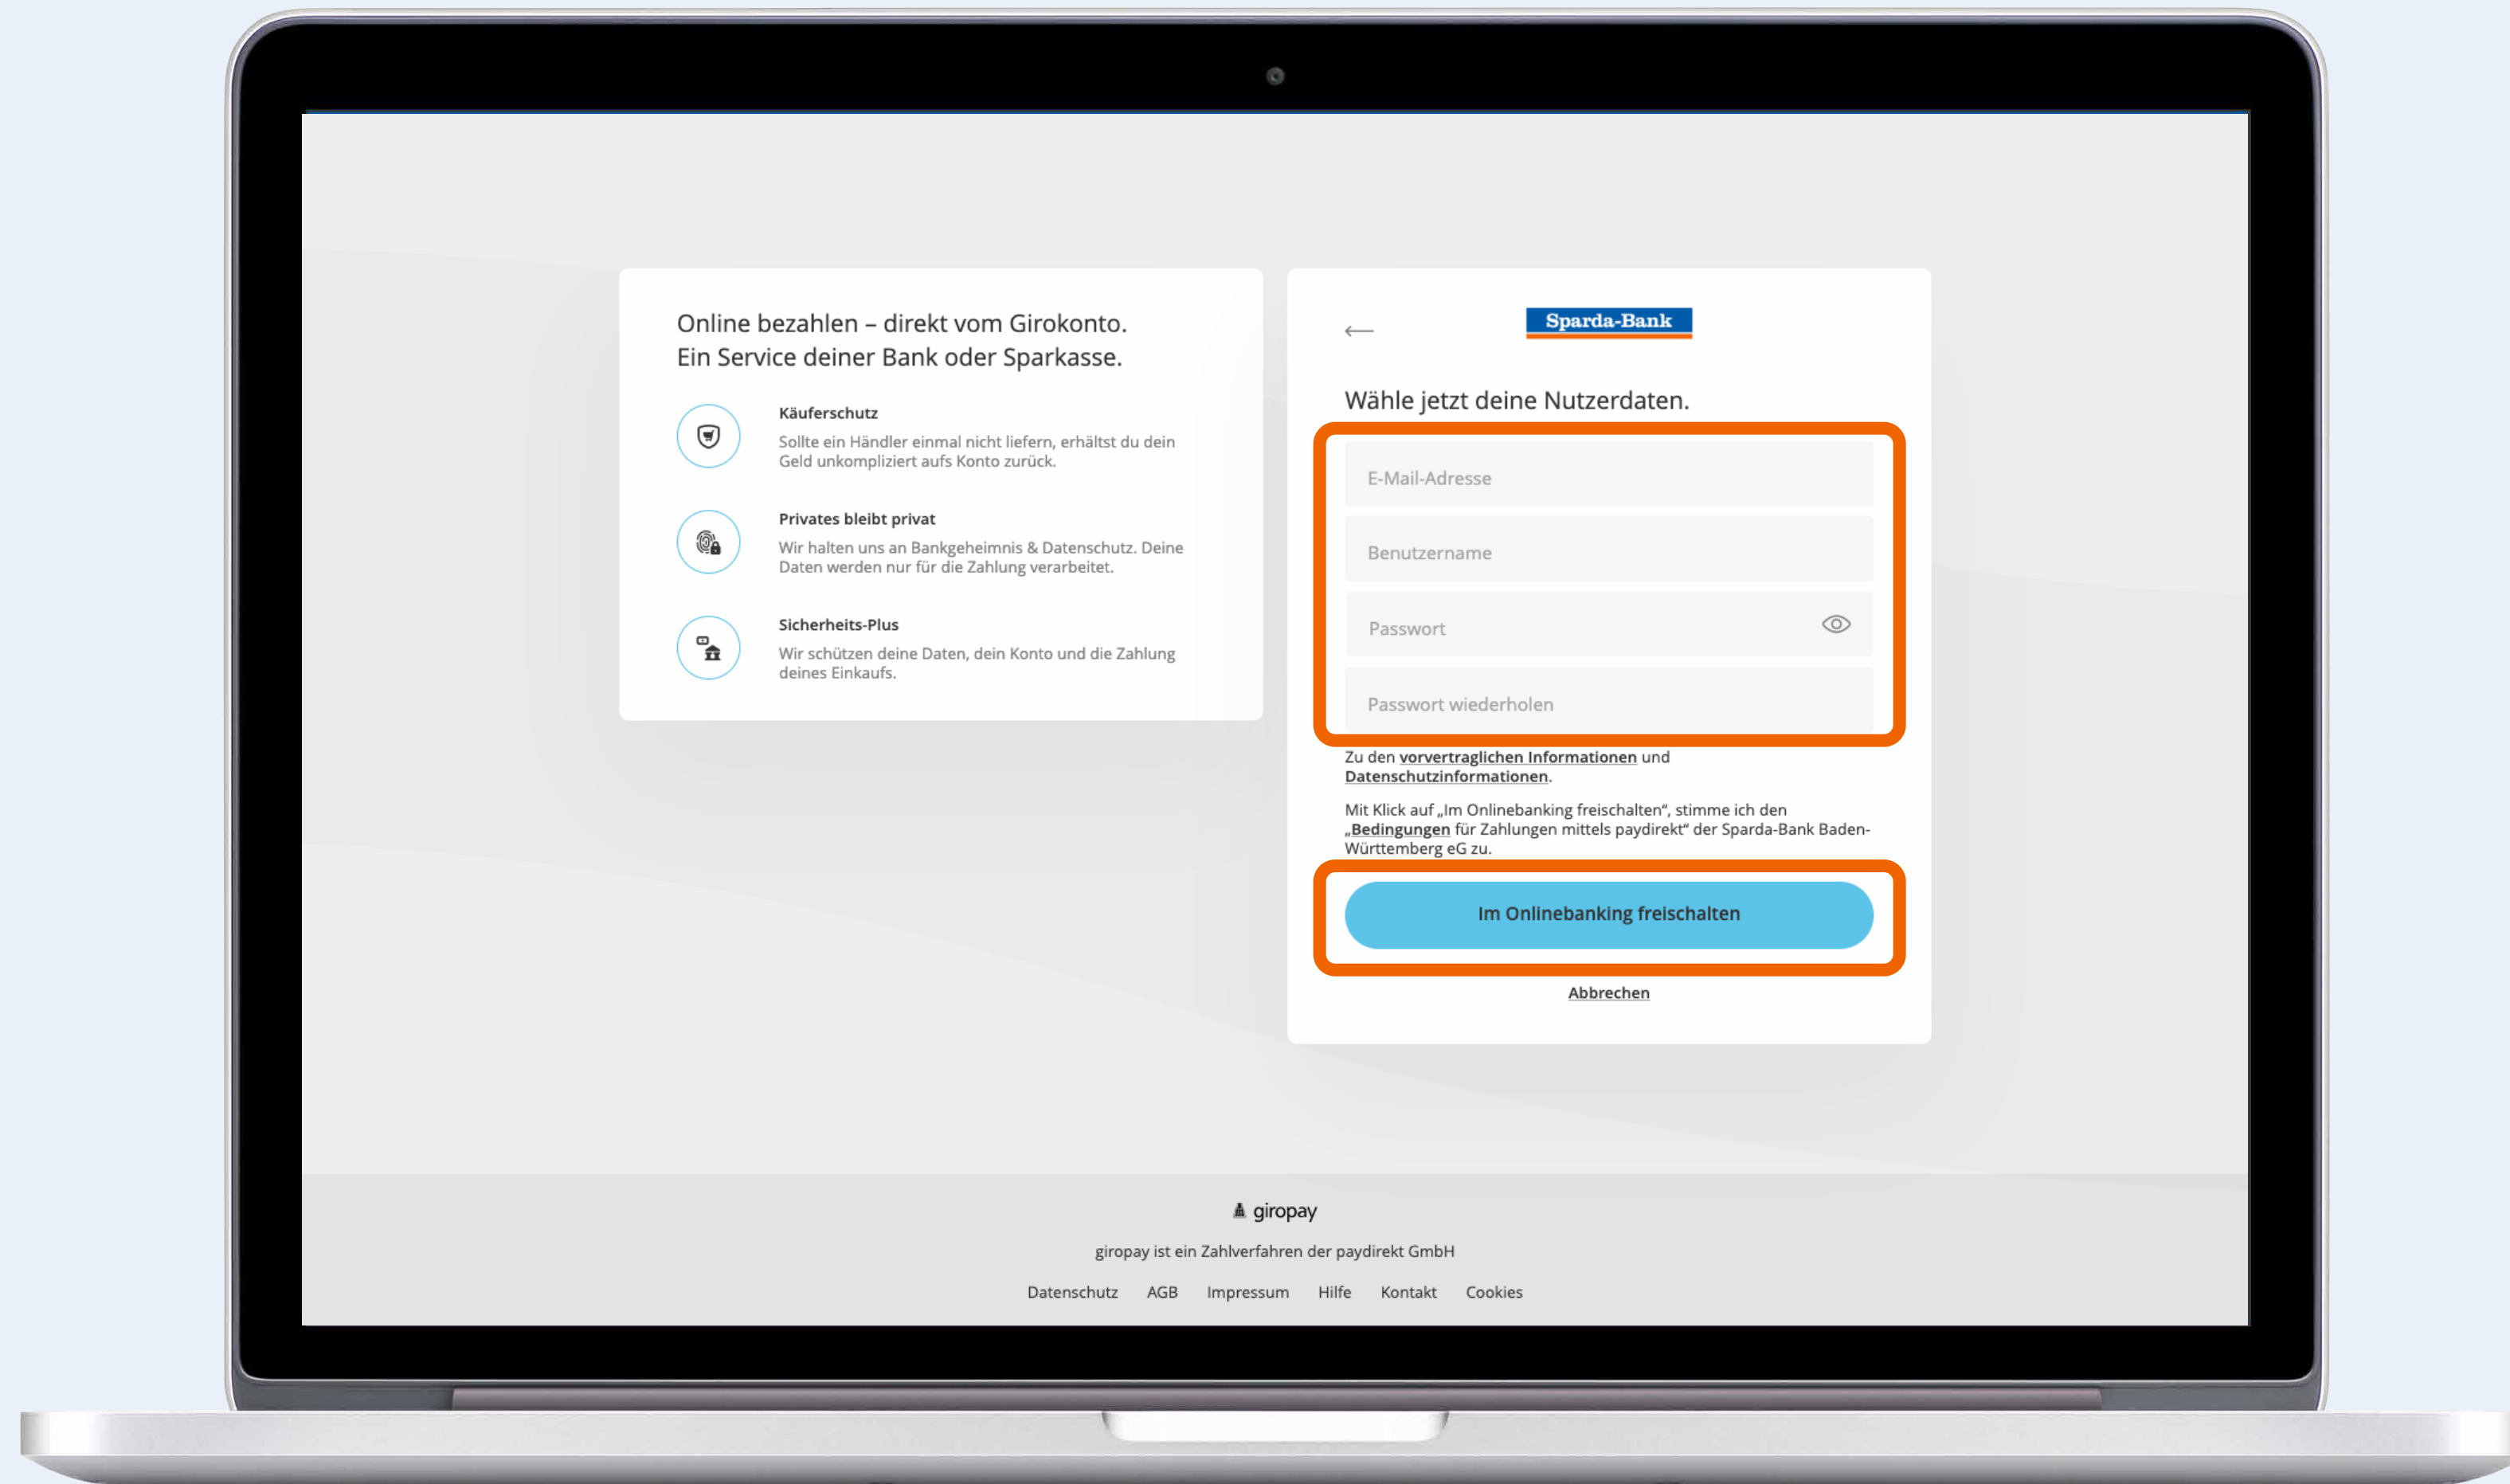 Online bezahlen – direkt vom Girokonto.
Ein Service deiner Bank oder Sparkasse.
Käuferschutz
Sollte ein Händler einmal nicht liefern, erhältst du dein
Geld unkompliziert aufs Konto zurück.
Privates bleibt privat
Wir halten uns an Bankgeheimnis & Datenschutz. Deine
Daten werden nur für die Zahlung verarbeitet.
Sicherheits-Plus
Wir schützen deine Daten, dein Konto und die Zahlung
deines Einkaufs.
Sparda-Bank
Wähle jetzt deine Nutzerdaten.
E-Mail-Adresse
Benutzername
Passwort
Passwort wiederholen
Zu den vorvertraglichen Informationen und
Datenschutzinformationen.
Mit Klick auf „Im Onlinebanking freischalten“, stimme ich den
„Bedingungen für Zahlungen mittels paydirekt“ der Sparda-Bank Baden-
Württemberg eG zu.
Im Onlinebanking freischalten
Abbrechen
giropay
giropay ist ein Zahlverfahren der paydirekt GmbH
Datenschutz AGB Impressum Hilfe Kontakt Cookies